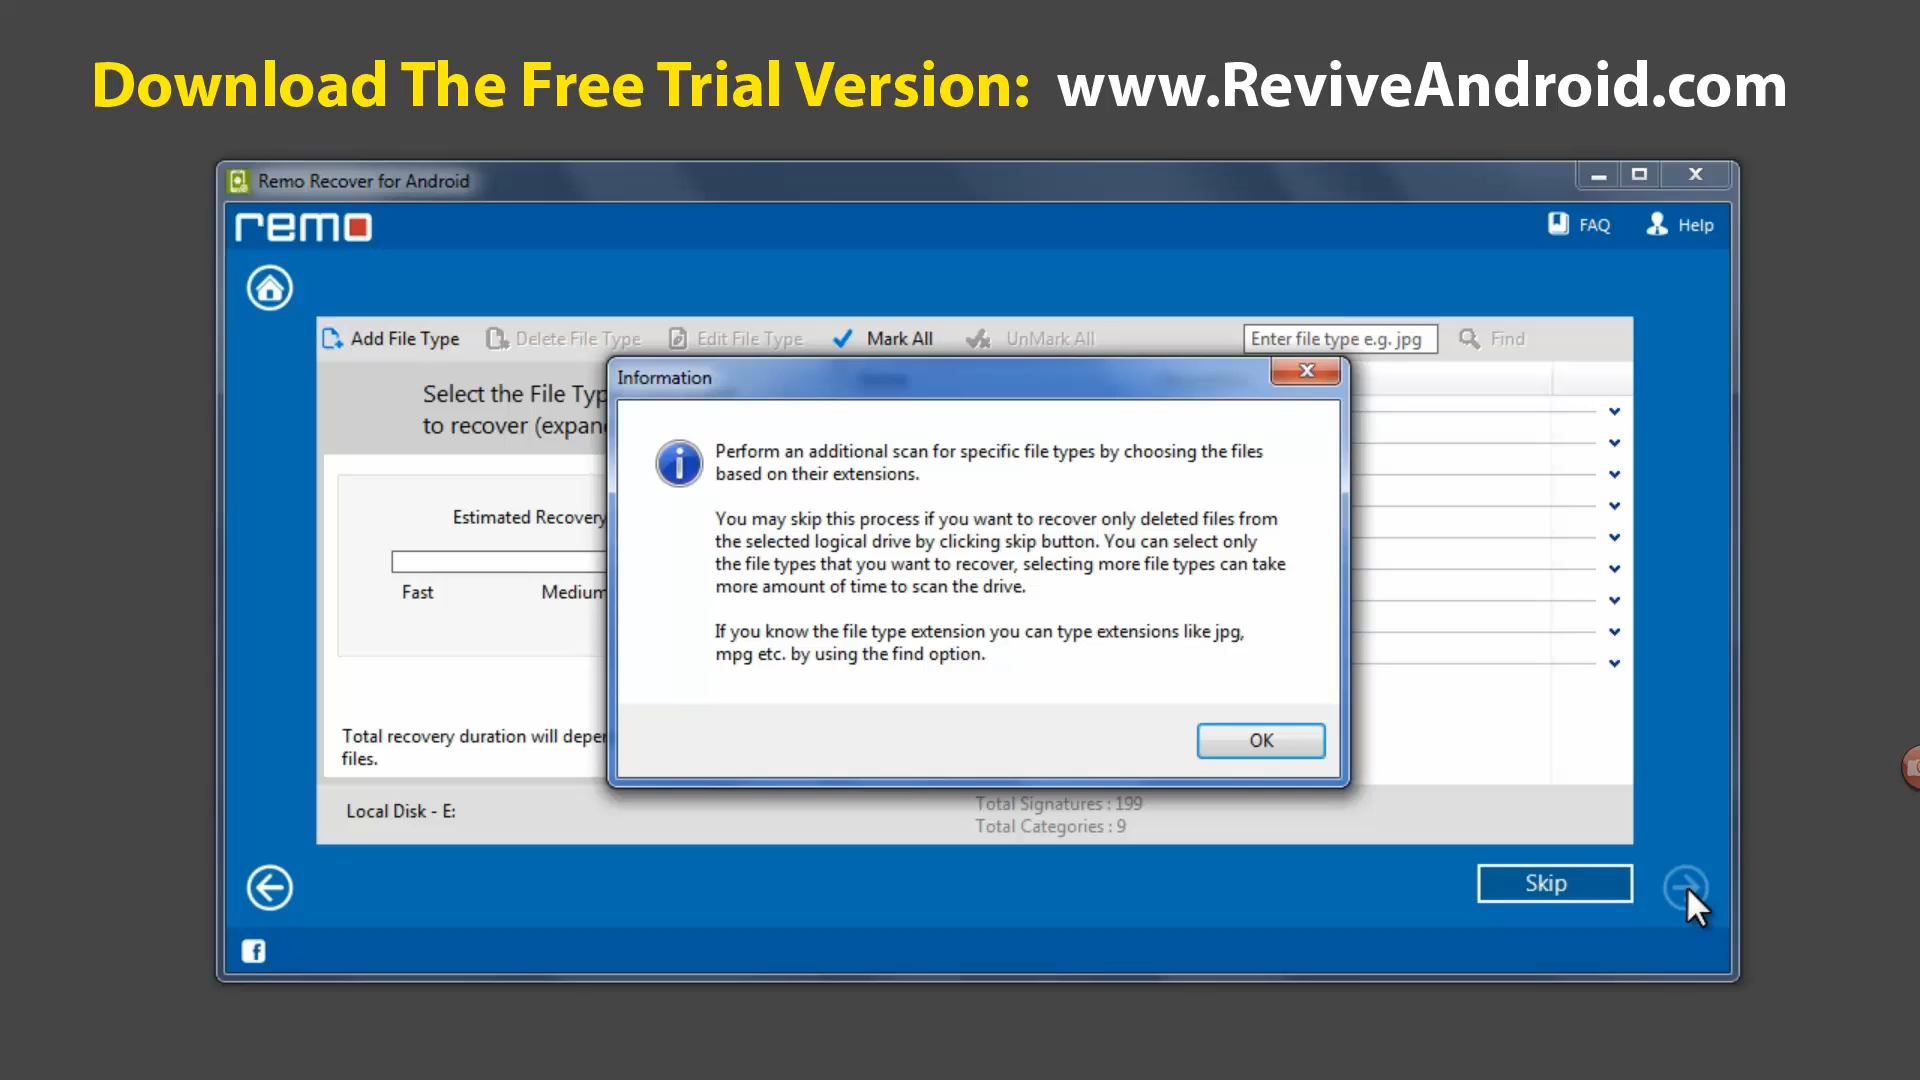 Download The Free Trial Version: www.ReviveAndroid.com
Remo Recover for Android
remo
FAQ
Help
Add File Type
Delete File Type
Edit File Type
Mark All
UnMark All
Enter file type e.g. jpg
Find
Select the File Typ
to recover (expan
Information
Perform an additional scan for specific file types by choosing the files
based on their extensions.
You may skip this process if you want to recover only deleted files from
the selected logical drive by clicking skip button. You can select only
the file types that you want to recover, selecting more file types can take
more amount of time to scan the drive.
If you know the file type extension you can type extensions like jpg,
mpg etc. by using the find option.
OK
Estimated Recovery
Fast
Medium
Total recovery duration will depen
files.
Local Disk - E:
Total Signatures : 199
Total Categories : 9
Skip